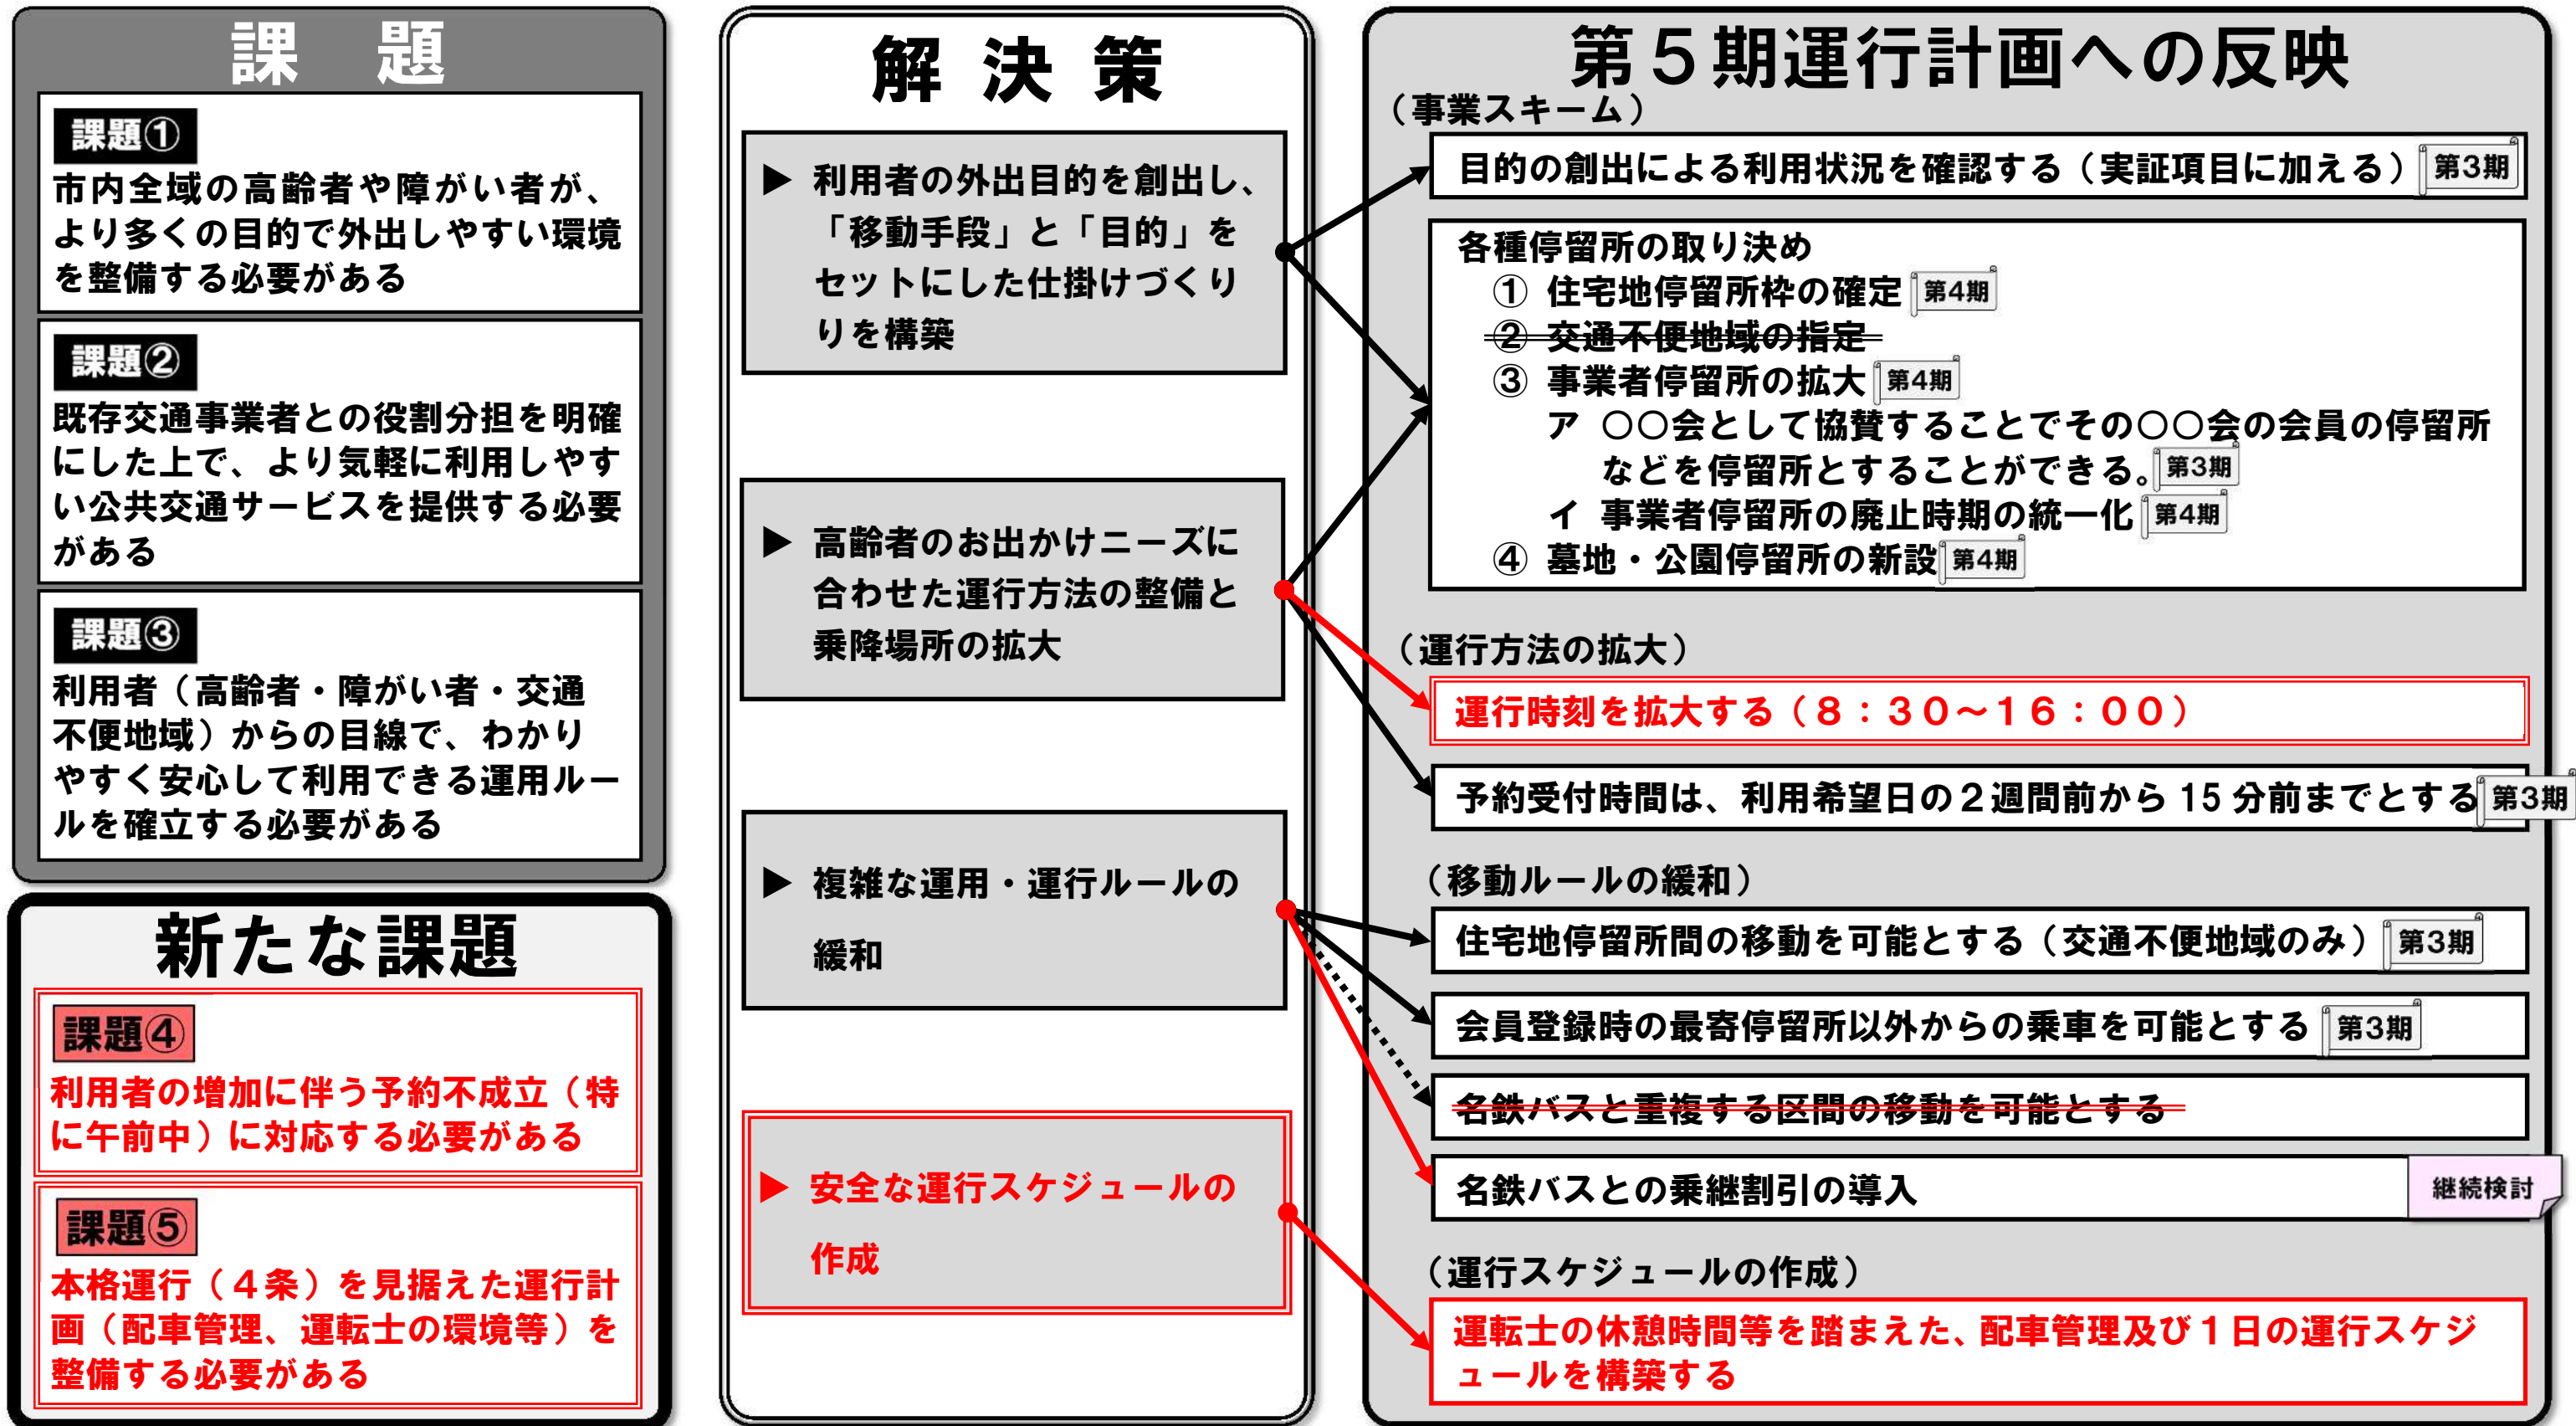 課　題
課題①
市内全域の高齢者や障がい者が、
より多くの目的で外出しやすい環境
を整備する必要がある
課題②
既存交通事業者との役割分担を明確
にした上で、より気軽に利用しやす
い公共交通サービスを提供する必要
がある
課題③
利用者（高齢者・障がい者・交通
不便地域）からの目線で、わかり
やすく安心して利用できる運用ルー
ルを確立する必要がある
新たな課題
課題④
利用者の増加に伴う予約不成立（特
に午前中）に対応する必要がある
課題⑤
本格運行（４条）を見据えた運行計
画（配車管理、運転士の環境等）を
整備する必要がある
解 決 策
▶ 利用者の外出目的を創出し、
「移動手段」と「目的」を
セットにした仕掛けづくり
りを構築
▶ 高齢者のお出かけニーズに
合わせた運行方法の整備と
乗降場所の拡大
▶ 複雑な運用・運行ルールの
緩和
▶ 安全な運行スケジュールの
作成
第５期運行計画への反映
（事業スキーム）
目的の創出による利用状況を確認する（実証項目に加える） 第3期
各種停留所の取り決め
① 住宅地停留所枠の確定 第4期
② 交通不便地域の指定
③ 事業者停留所の拡大 第4期
ア ○○会として協賛することでその○○会の会員の停留所
などを停留所とすることができる。 第3期
イ 事業者停留所の廃止時期の統一化 第4期
④ 墓地・公園停留所の新設 第4期
（運行方法の拡大）
運行時刻を拡大する（８：３０～１６：００）
予約受付時間は、利用希望日の２週間前から 15 分前までとする 第3期
（移動ルールの緩和）
住宅地停留所間の移動を可能とする（交通不便地域のみ） 第3期
会員登録時の最寄停留所以外からの乗車を可能とする 第3期
名鉄バスと重複する区間の移動を可能とする
名鉄バスとの乗継割引の導入 継続検討
（運行スケジュールの作成）
運転士の休憩時間等を踏まえた、配車管理及び１日の運行スケジ
ュールを構築する